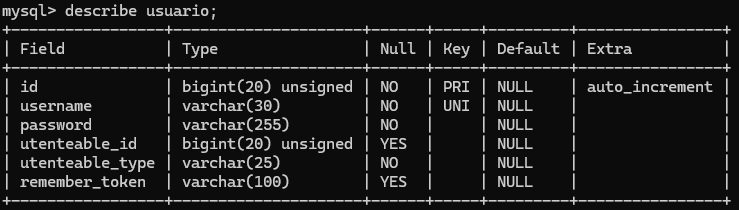 mysql> describe usuario;
+-----------------+---------------------+------+-----+---------+----------------+
| Field           | Type                | Null | Key | Default | Extra          |
+-----------------+---------------------+------+-----+---------+----------------+
| id              | bigint(20) unsigned | NO   | PRI | NULL    | auto_increment |
| username        | varchar(30)         | NO   | UNI | NULL    |                |
| password        | varchar(255)        | NO   |     | NULL    |                |
| utenteable_id   | bigint(20) unsigned | YES  |     | NULL    |                |
| utenteable_type | varchar(25)         | NO   |     | NULL    |                |
| remember_token  | varchar(100)        | YES  |     | NULL    |                |
+-----------------+---------------------+------+-----+---------+----------------+